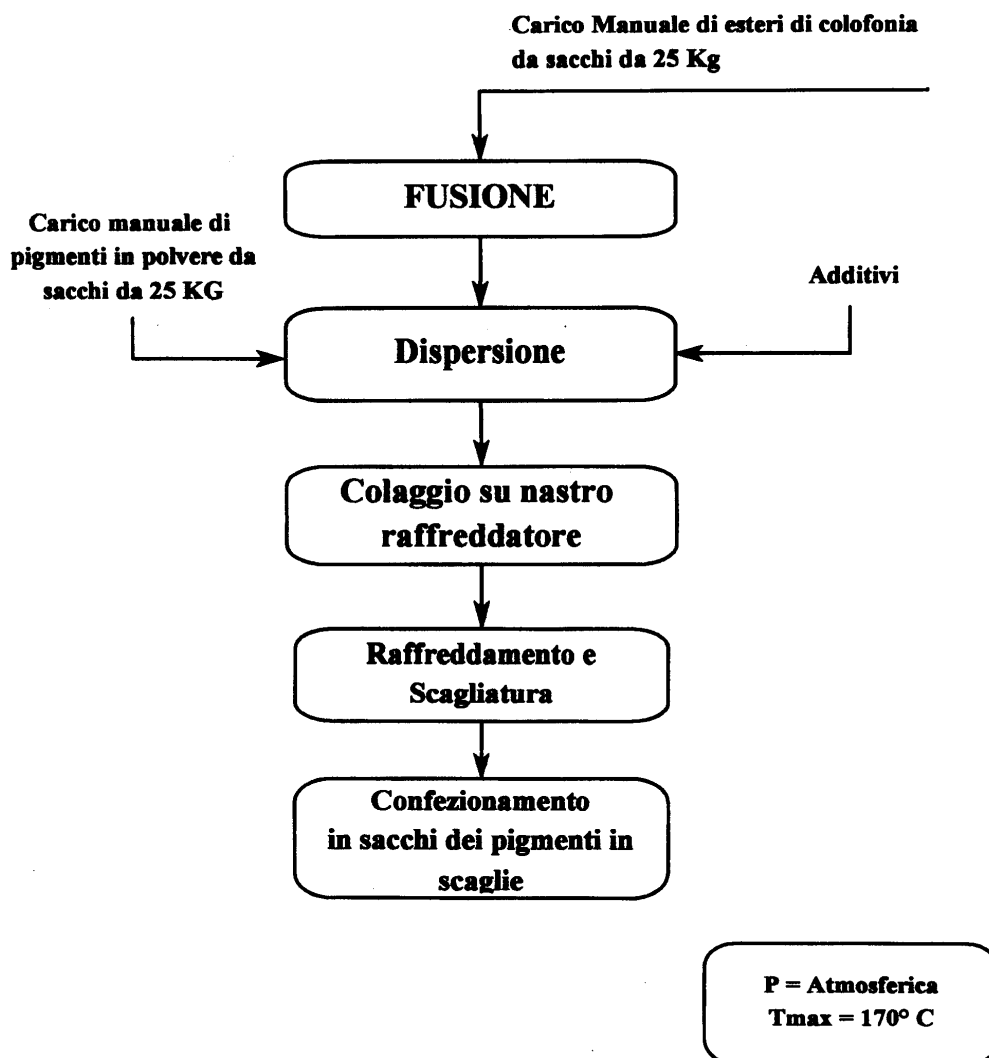 Carico Manuale di esteri di colofonia
da sacchi da 25 Kg
FUSIONE
Carico manuale di
pigmenti in polvere da
sacchi da 25 KG
Additivi
Dispersione
Colaggio su nastro
raffreddatore
Raffreddamento e
Scagliatura
Confezionamento
in sacchi dei pigmenti in
scaglie
P = Atmosferica
Tmax = 170° C